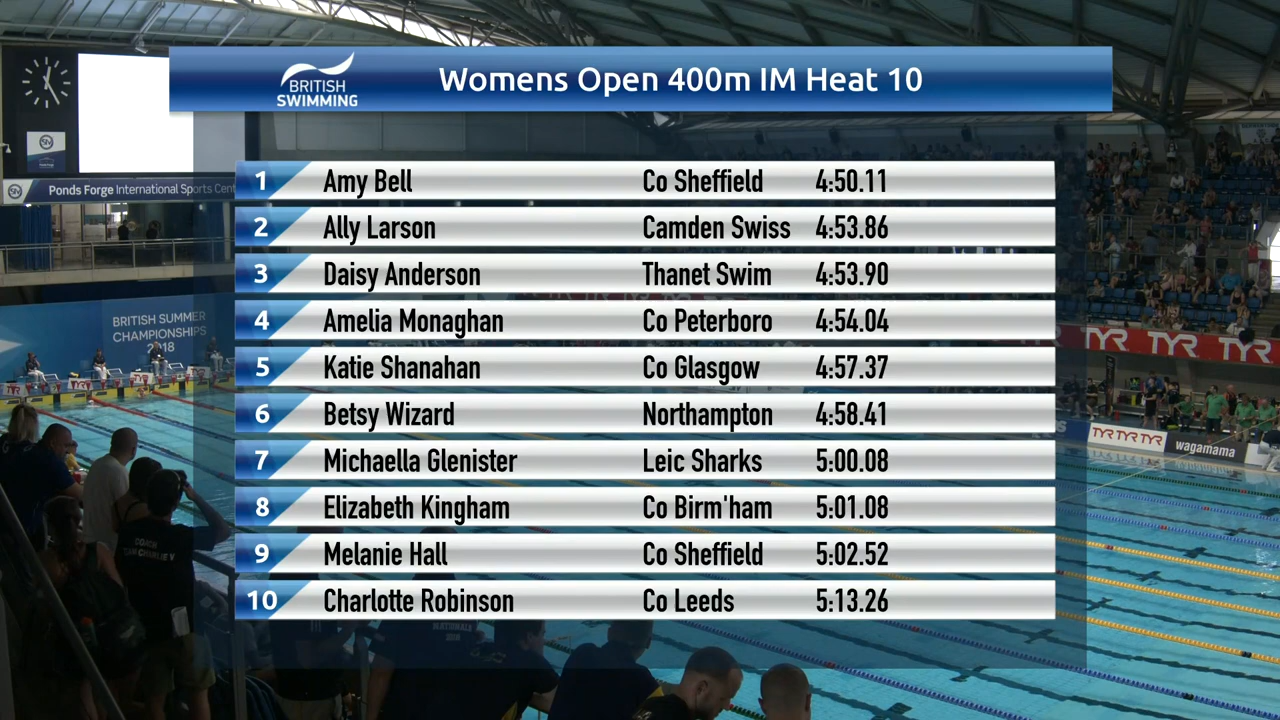 BRITISH
SWIMMING
Womens Open 400m IM Heat 10
Ponds Forge International Sports Cent
1 Amy Bell Co Sheffield 4:50.11
2 Ally Larson Camden Swiss 4:53.86
3 Daisy Anderson Thanet Swim 4:53.90
4 Amelia Monaghan Co Peterboro 4:54.04
5 Katie Shanahan Co Glasgow 4:57.37
6 Betsy Wizard Northampton 4:58.41
7 Michaella Glenister Leic Sharks 5:00.08
8 Elizabeth Kingham Co Birm'ham 5:01.08
9 Melanie Hall Co Sheffield 5:02.52
10 Charlotte Robinson Co Leeds 5:13.26
BRITISH SUMMER
CHAMPIONSHIPS
2018
TYR TYR TYR
TYR TYR TYR
wagamama
COACH